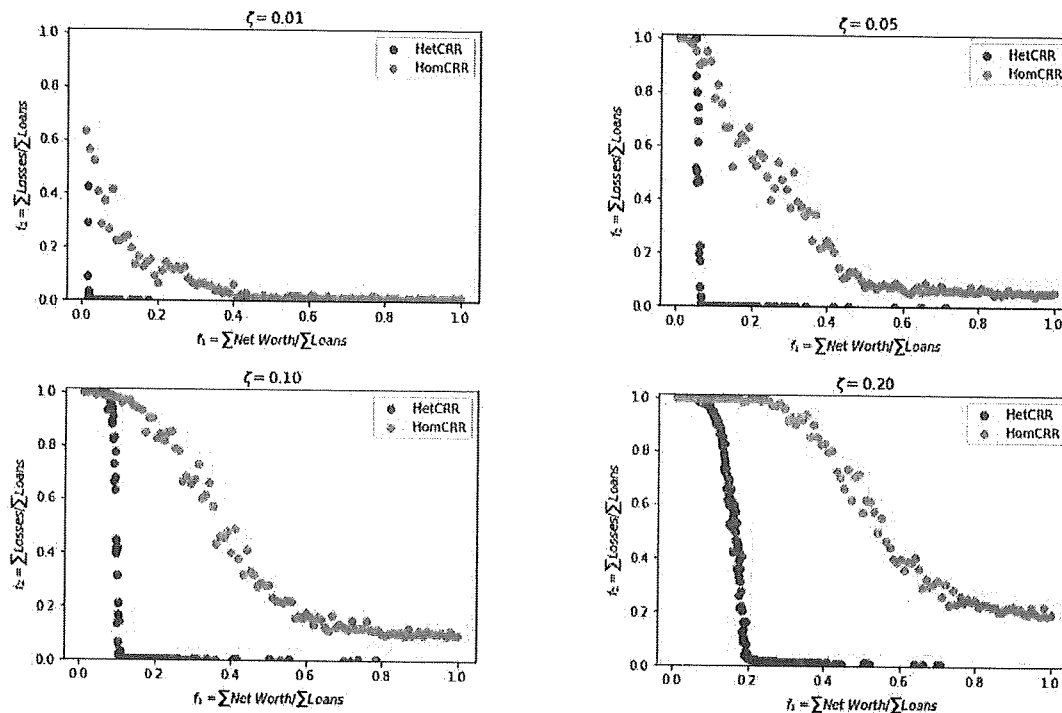 ζ = 0.01
1.0
0.8
0.6
0.4
0.2
0.0
HetCRR
HomCRR
f₂ = ∑Losses/∑Loans
0.0 0.2 0.4 0.6 0.8 1.0
f₁ = ∑Net Worth/∑Loans
ζ = 0.05
1.0
0.8
0.6
0.4
0.2
0.0
HetCRR
HomCRR
f₂ = ∑Losses/∑Loans
0.0 0.2 0.4 0.6 0.8 1.0
f₁ = ∑Net Worth/∑Loans
ζ = 0.10
1.0
0.8
0.6
0.4
0.2
0.0
HetCRR
HomCRR
f₂ = ∑Losses/∑Loans
0.0 0.2 0.4 0.6 0.8 1.0
f₁ = ∑Net Worth/∑Loans
ζ = 0.20
1.0
0.8
0.6
0.4
0.2
0.0
HetCRR
HomCRR
f₂ = ∑Losses/∑Loans
0.0 0.2 0.4 0.6 0.8 1.0
f₁ = ∑Net Worth/∑Loans